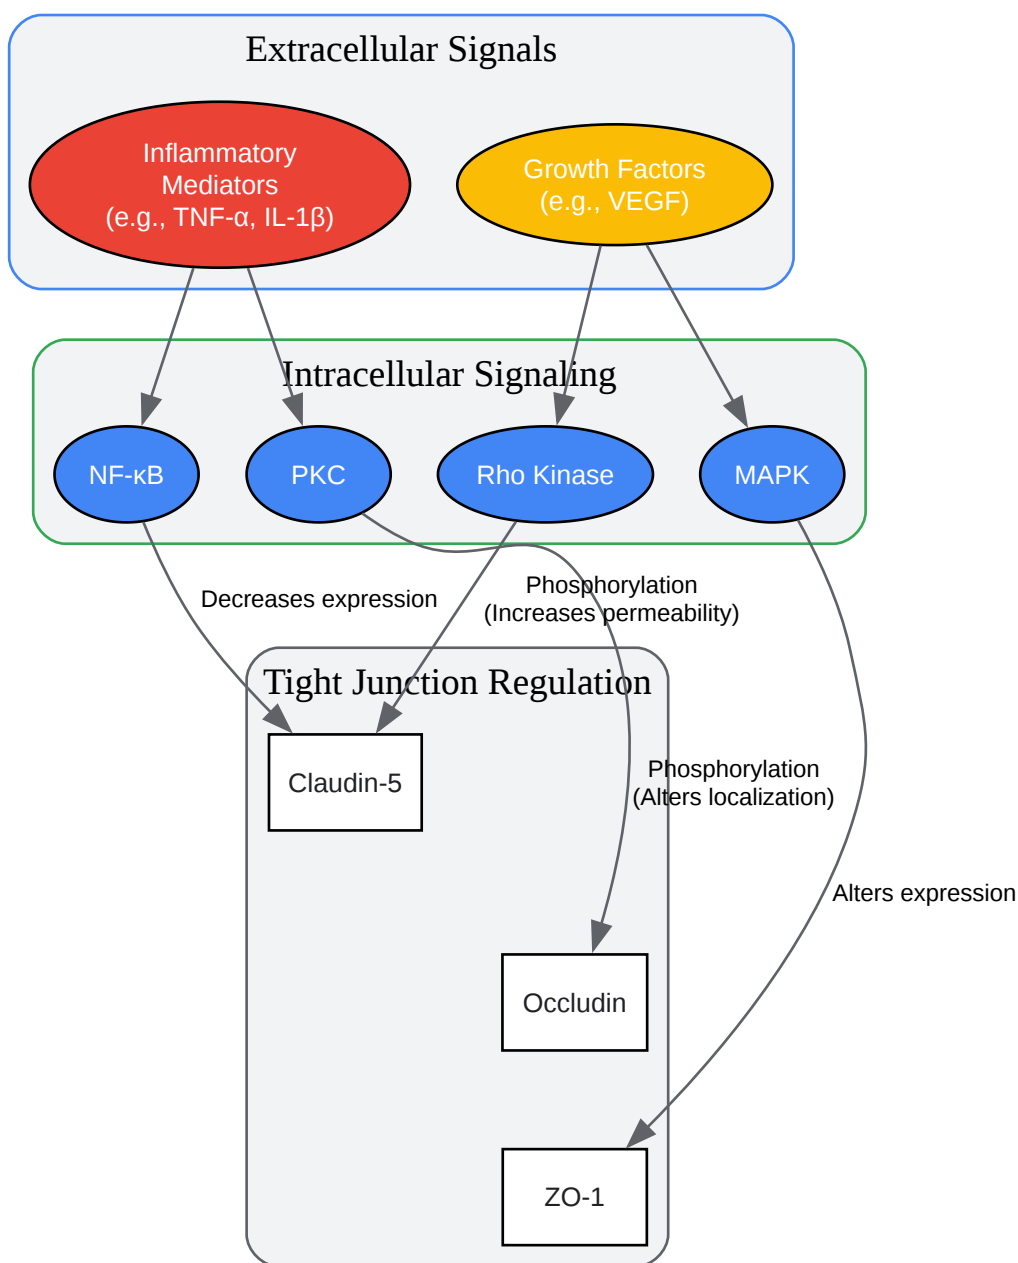 Extracellular Signals
Inflammatory
Mediators
(e.g., TNF-α, IL-1β)
Growth Factors
(e.g., VEGF)
Intracellular Signaling
NF-κB
PKC
Rho Kinase
MAPK
Decreases expression
Phosphorylation
(Increases permeability)
Tight Junction Regulation
Claudin-5
Phosphorylation
(Alters localization)
Alters expression
Occludin
ZO-1